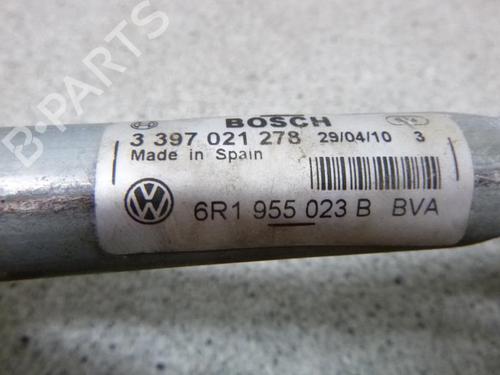 B-PARTS
BOSCH
3 397 021 278 29/04/10 3
Made in Spain
6R1 955 023 B BVA